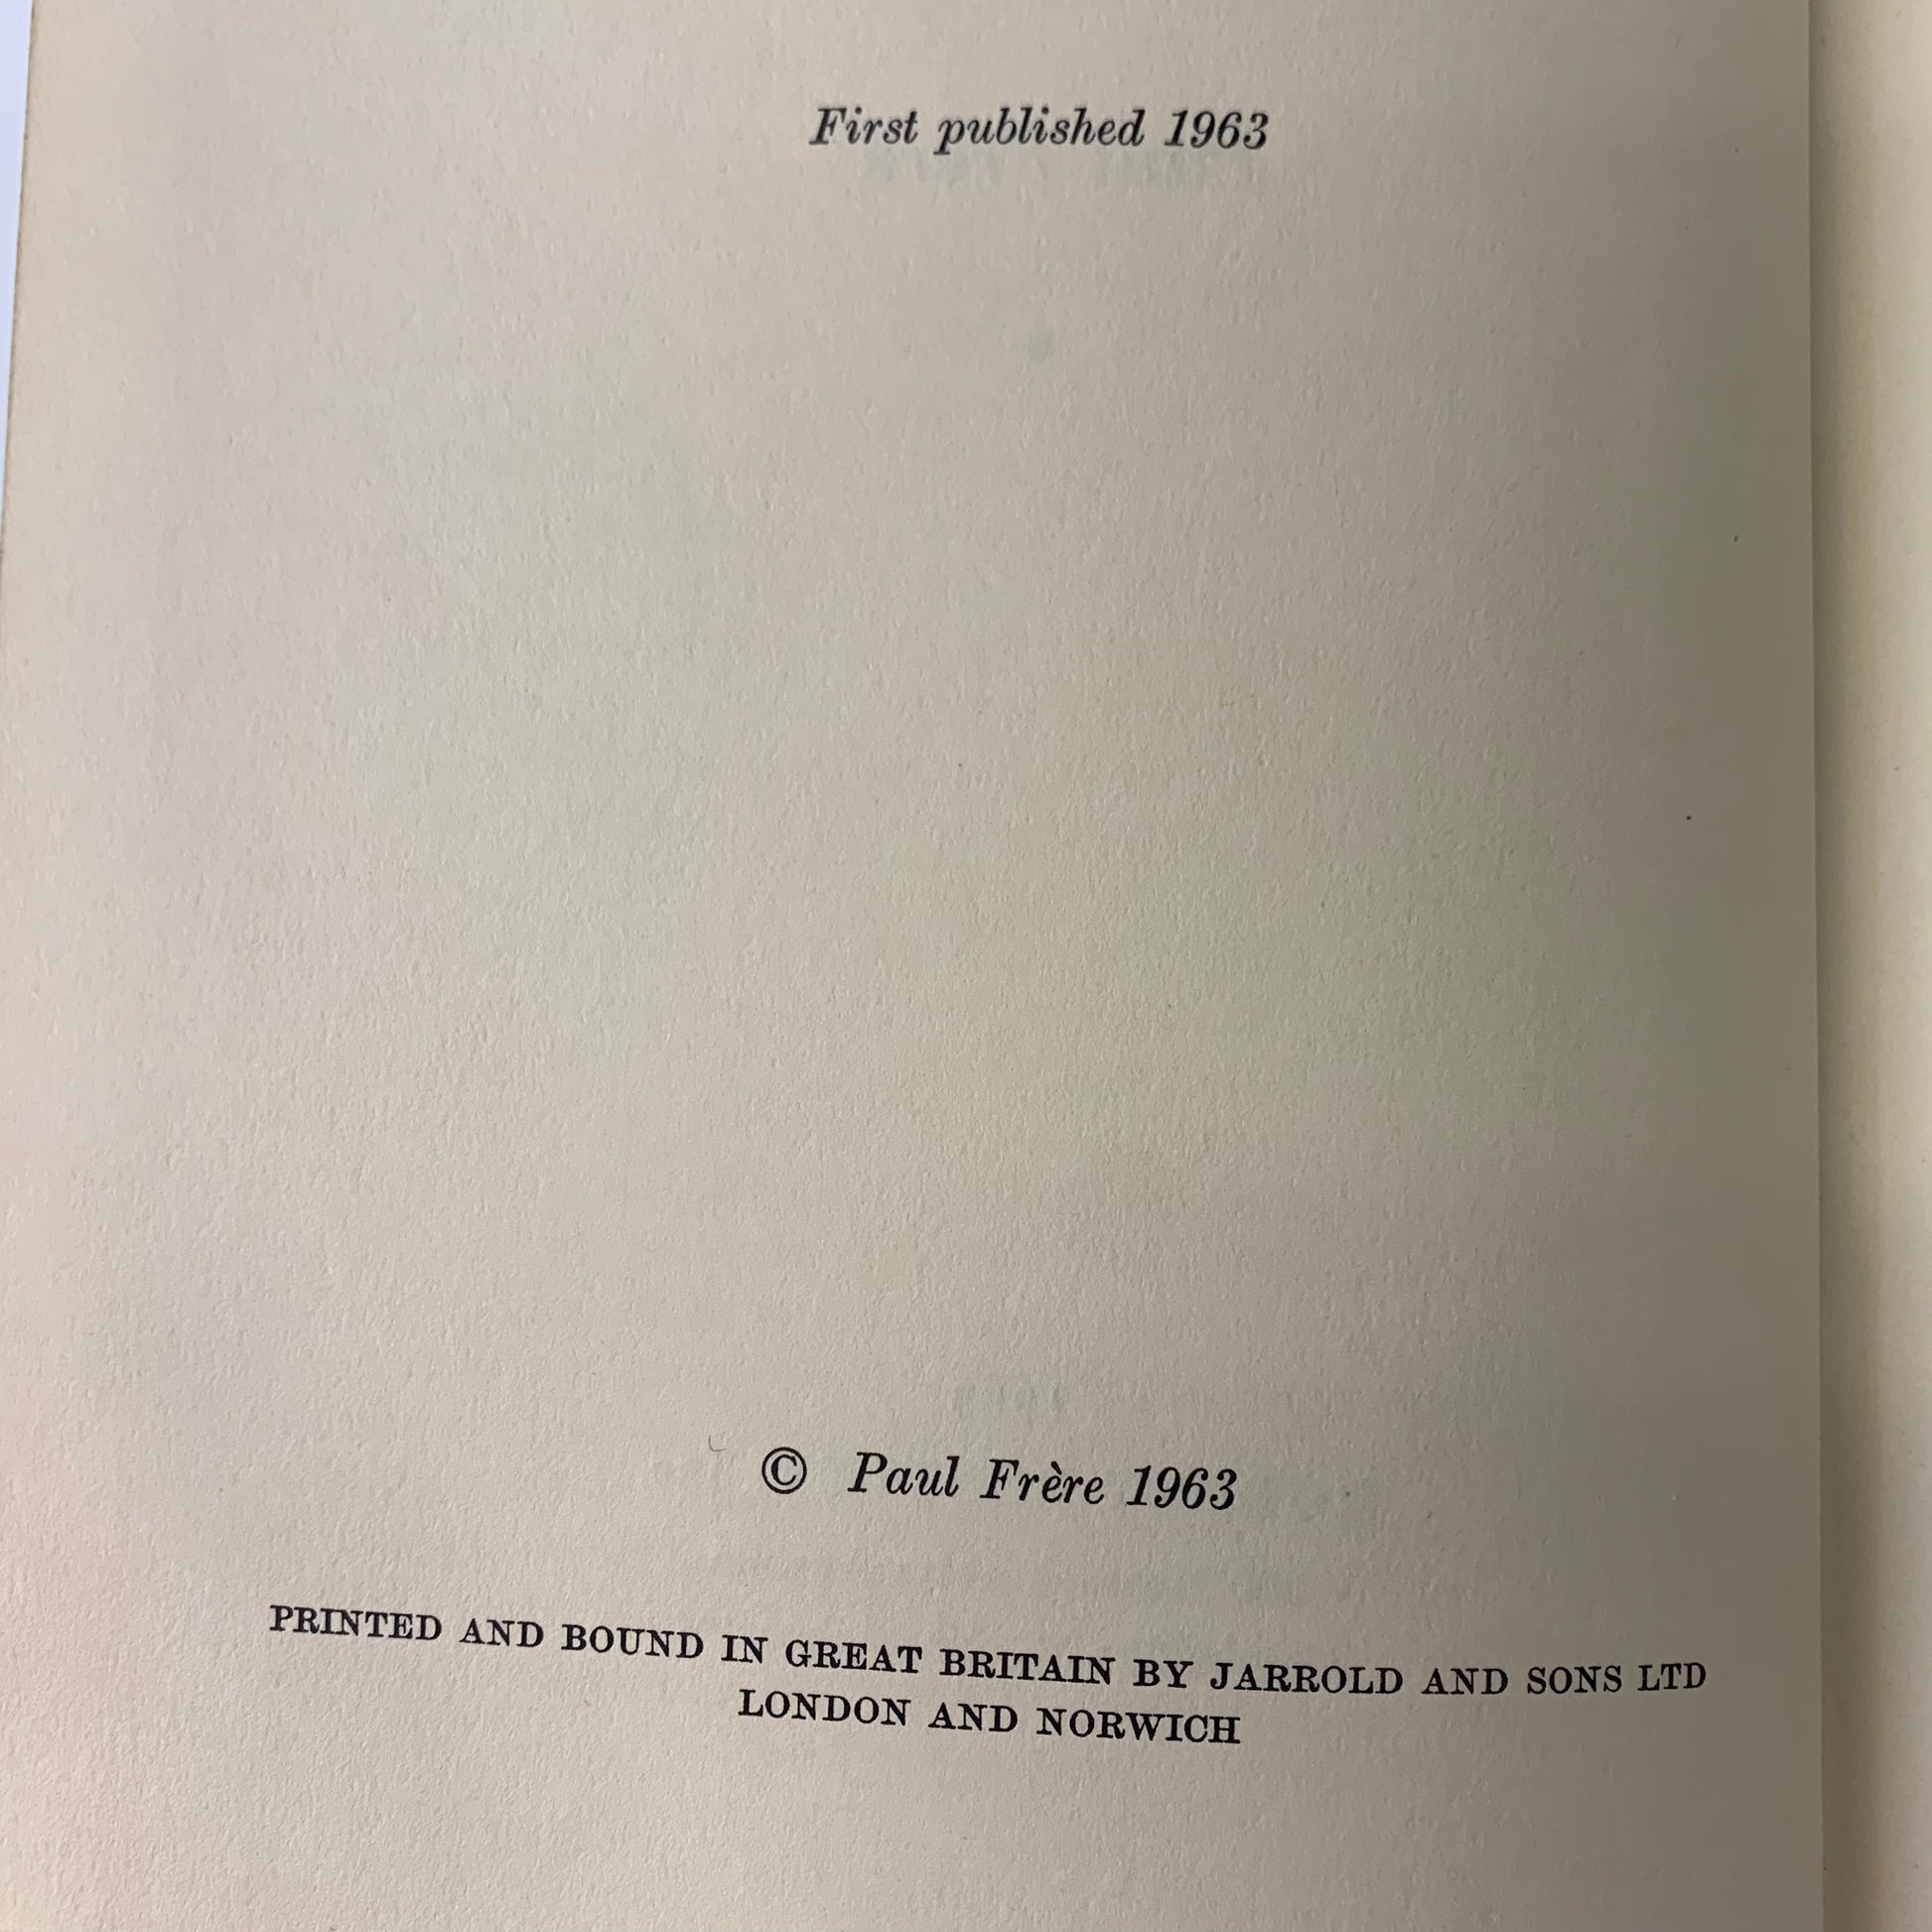 First published 1963
© Paul Frère 1963
PRINTED AND BOUND IN GREAT BRITAIN BY JARROLD AND SONS LTD
LONDON AND NORWICH